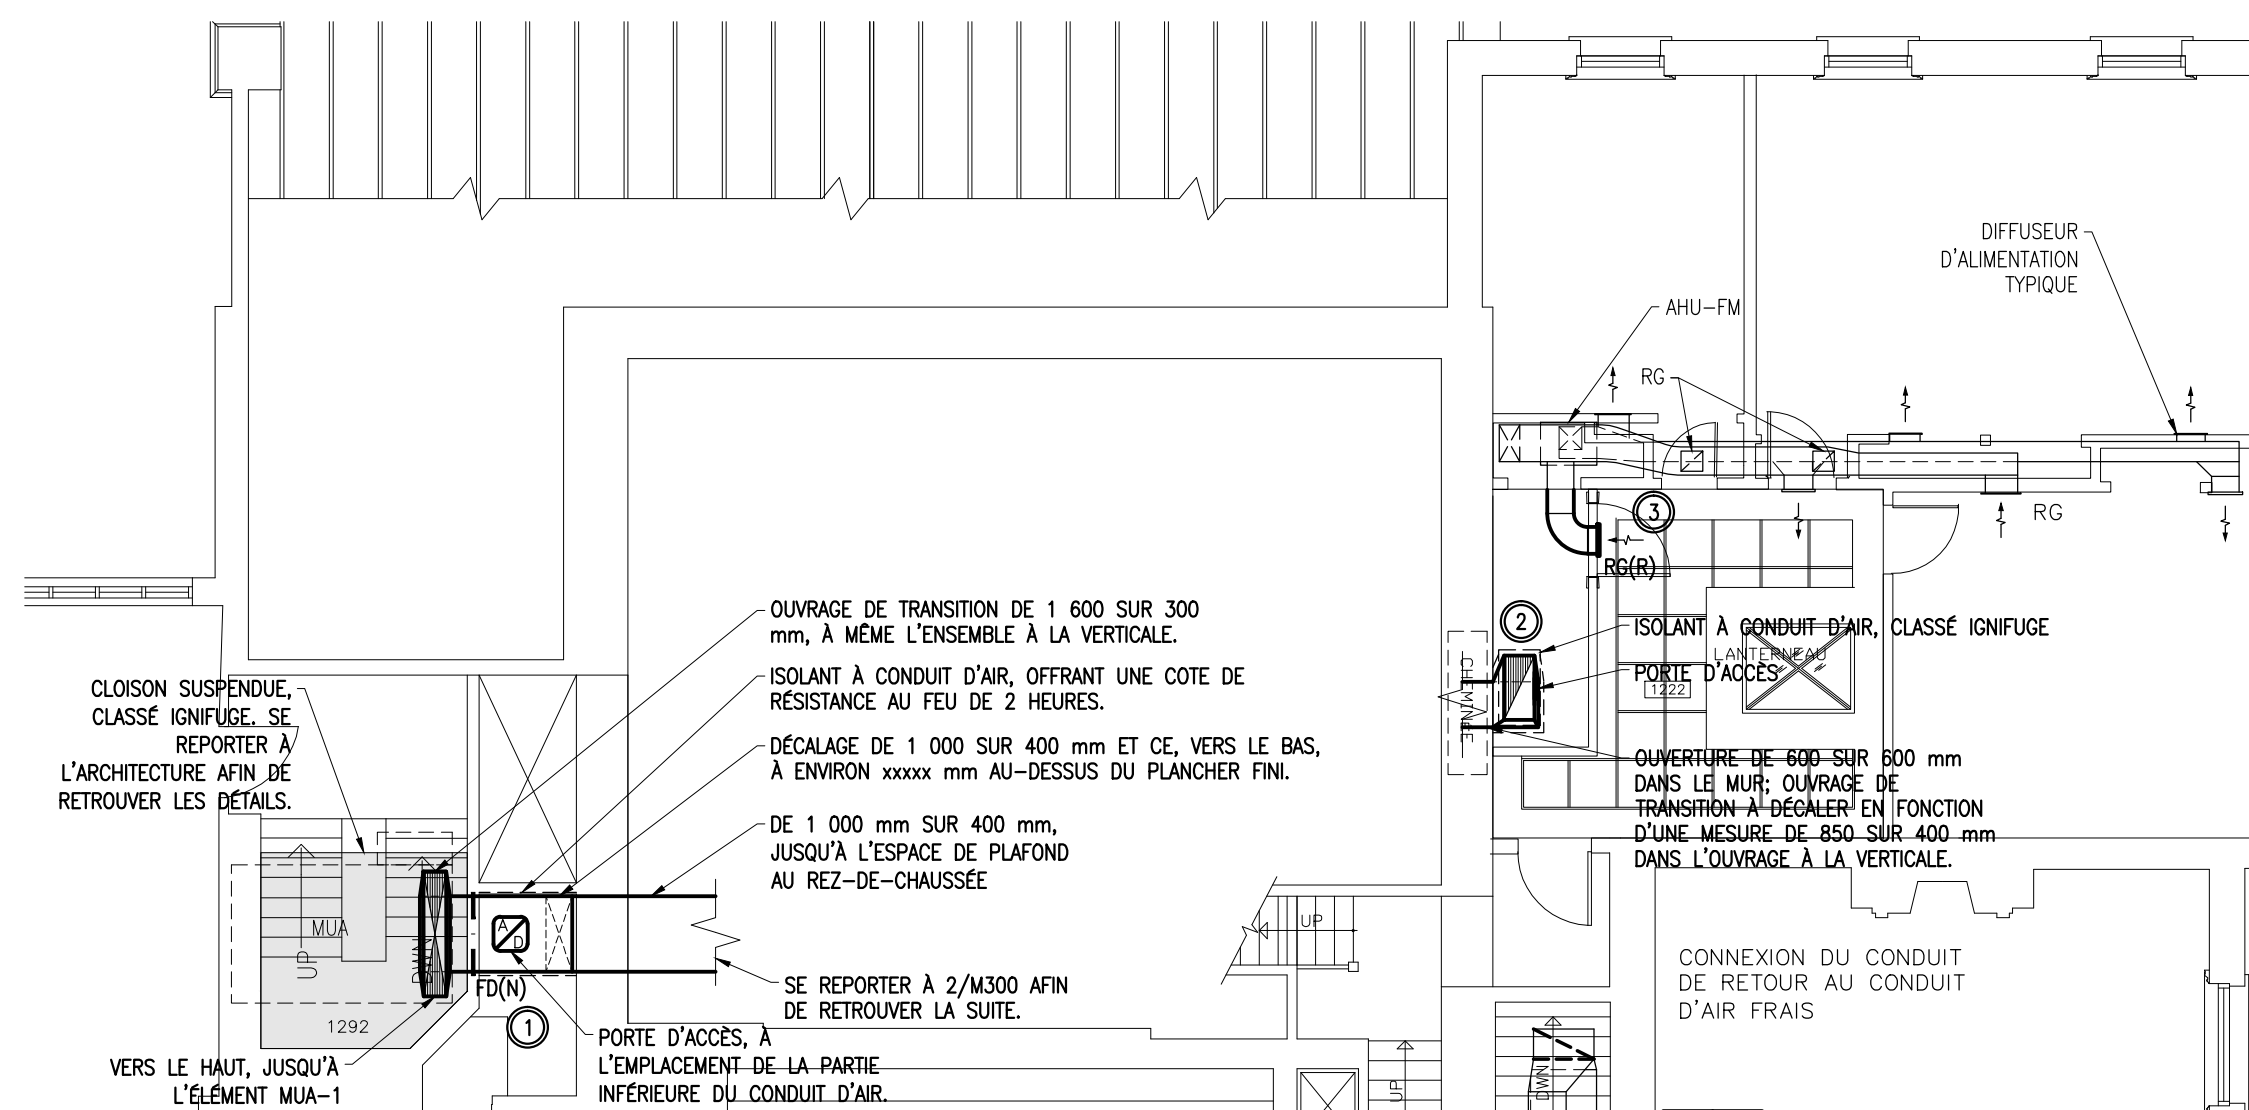 DIFFUSEUR
D'ALIMENTATION
TYPIQUE
AHU-FM
RG
3
RG
RG(R)
OUVRAGE DE TRANSITION DE 1 600 SUR 300
mm, À MÊME L'ENSEMBLE À LA VERTICALE.
2
ISOLANT À CONDUIT D'AIR, CLASSÉ IGNIFUGE
LANTERNEAU
PORTE D'ACCÈS
1222
CHEMINÉE
ISOLANT À CONDUIT D'AIR, OFFRANT UNE COTE DE
RÉSISTANCE AU FEU DE 2 HEURES.
CLOISON SUSPENDUE,
CLASSÉ IGNIFUGE. SE
REPORTER À
L'ARCHITECTURE AFIN DE
RETROUVER LES DÉTAILS.
DÉCALAGE DE 1 000 SUR 400 mm ET CE, VERS LE BAS,
À ENVIRON xxxxx mm AU-DESSUS DU PLANCHER FINI.
OUVERTURE DE 600 SUR 600 mm
DANS LE MUR; OUVRAGE DE
TRANSITION À DÉCALER EN FONCTION
D'UNE MESURE DE 850 SUR 400 mm
DANS L'OUVRAGE À LA VERTICALE.
DE 1 000 mm SUR 400 mm,
JUSQU'À L'ESPACE DE PLAFOND
AU REZ-DE-CHAUSSÉE
MUA
UP
DWN
A
D
UP
FD(N)
1
1292
SE REPORTER À 2/M300 AFIN
DE RETROUVER LA SUITE.
CONNEXION DU CONDUIT
DE RETOUR AU CONDUIT
D'AIR FRAIS
PORTE D'ACCÈS, À
L'EMPLACEMENT DE LA PARTIE
INFÉRIEURE DU CONDUIT D'AIR.
VERS LE HAUT, JUSQU'À
L'ÉLÉMENT MUA-1
UP
DWN